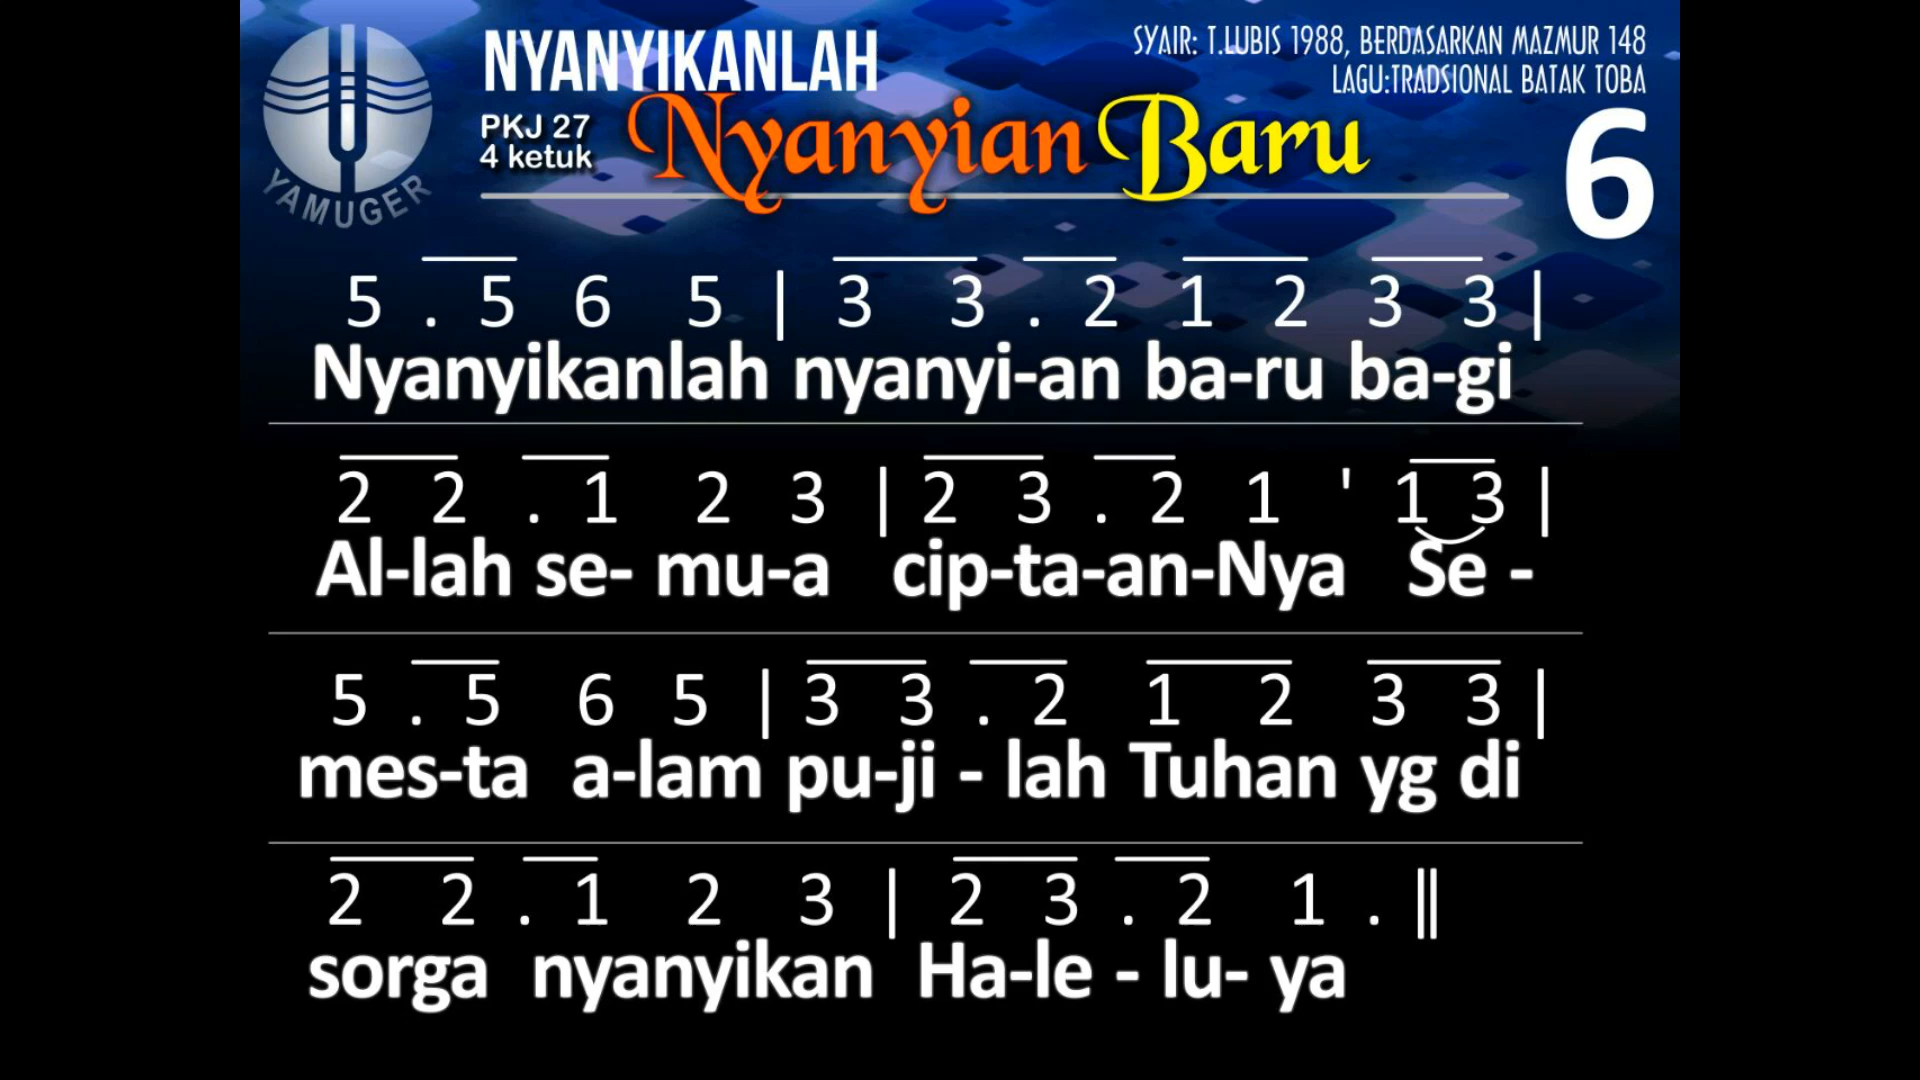 NYANYIKANLAH
SYAIR: T.LUBIS 1988, BERDASARKAN MAZMUR 148
LAGU:TRADSIONAL BATAK TOBA
PKJ 27
4 ketuk
Nyanyian Baru
6
YAMUGER
5 . 5 6 5 | 3 3 . 2 1 2 3 3 |
Nyanyikanlah nyanyi-an ba-ru ba-gi
2 2 . 1 2 3 | 2 3 . 2 1 ' 1 3 |
Al-lah se- mu-a cip-ta-an-Nya Se -
5 . 5 6 5 | 3 3 . 2 1 2 3 3 |
mes-ta a-lam pu-ji - lah Tuhan yg di
2 2 . 1 2 3 | 2 3 . 2 1 . ‖
sorga nyanyikan Ha-le - lu- ya